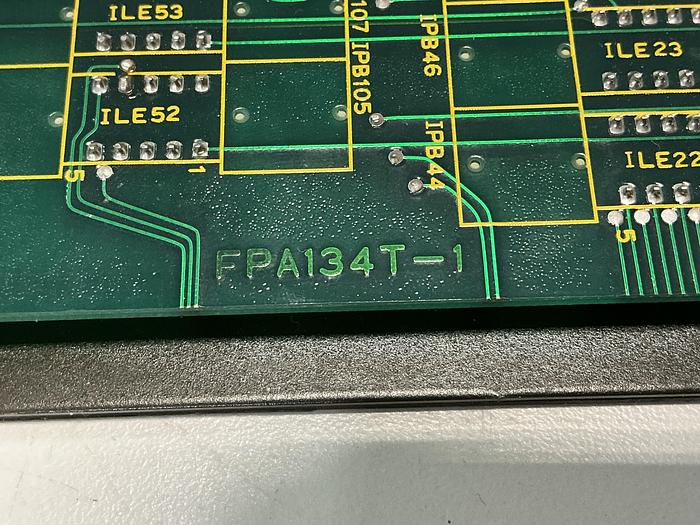 ILE53
107 IPB105
IPB46
ILE23
ILE52
1
5
IPB44
ILE22
5
FPA134T-1